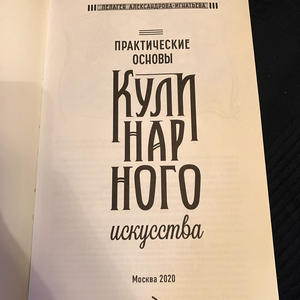 ПЕЛАГЕЯ АЛЕКСАНДРОВА-ИГНАТЬЕВА
ПРАКТИЧЕСКИЕ
ОСНОВЫ
КУЛИ
НАР
НОГО
искусства
Москва 2020